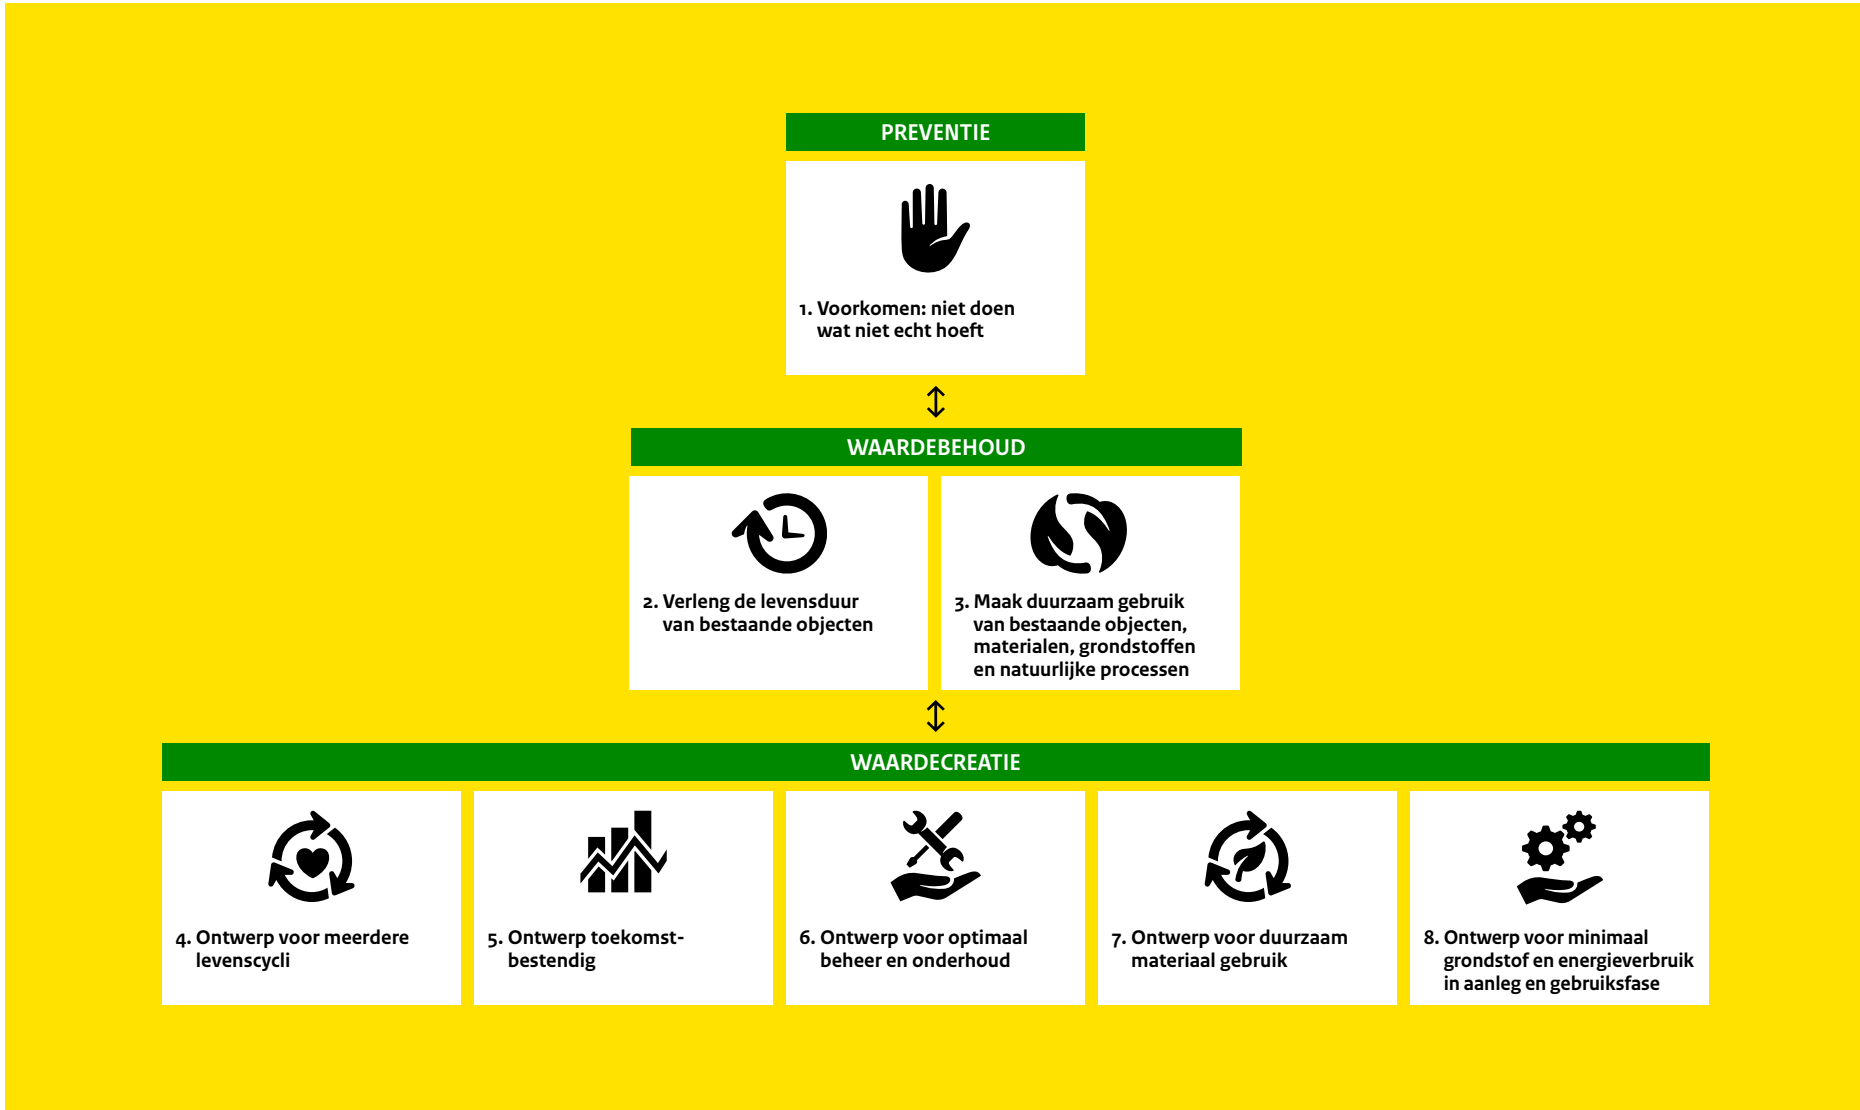 PREVENTIE
1. Voorkomen: niet doen
wat niet echt hoeft
WAARDEBEHOUD
2. Verleng de levensduur
van bestaande objecten
3. Maak duurzaam gebruik
van bestaande objecten,
materialen, grondstoffen
en natuurlijke processen
WAARDECREATIE
4. Ontwerp voor meerdere
levenscycli
5. Ontwerp toekomst-
bestendig
6. Ontwerp voor optimaal
beheer en onderhoud
7. Ontwerp voor duurzaam
materiaal gebruik
8. Ontwerp voor minimaal
grondstof en energieverbruik
in aanleg en gebruiksfase